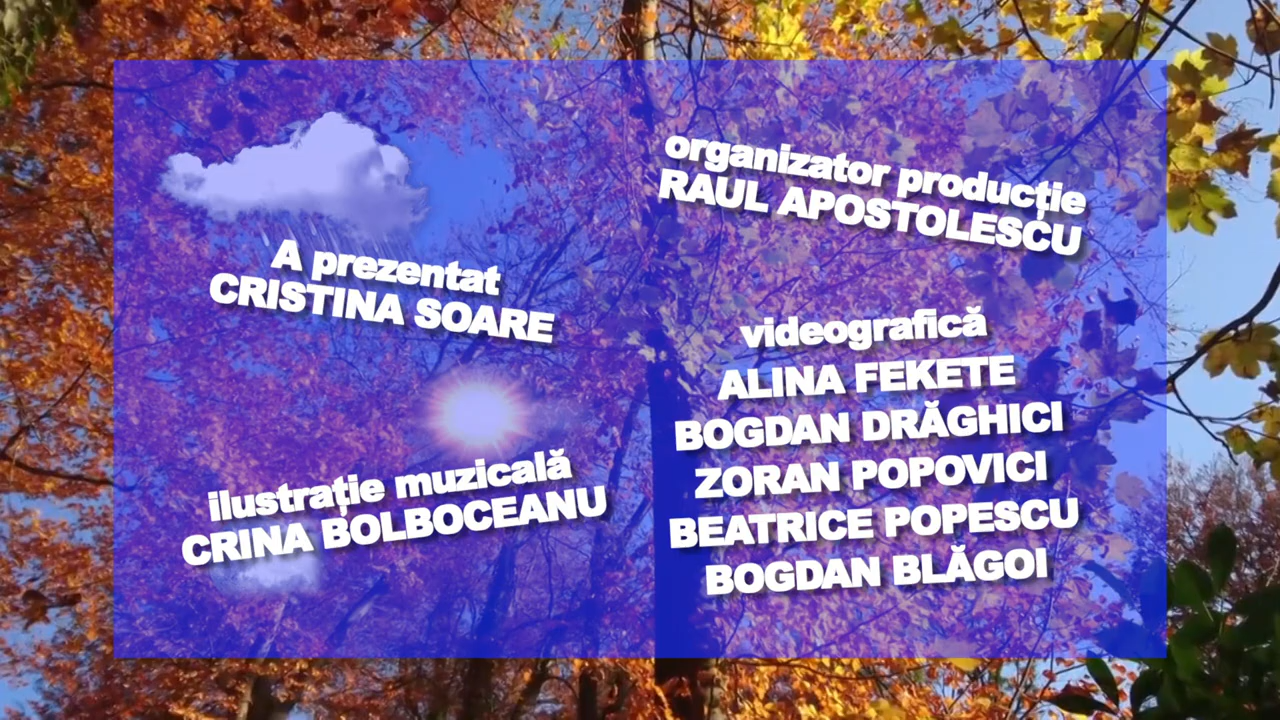 A prezentat
CRISTINA SOARE
ilustrație muzicală
CRINA BOLBOCEANU
organizator producție
RAUL APOSTOLESCU
videografică
ALINA FEKETE
BOGDAN DRĂGHICI
ZORAN POPOVICI
BEATRICE POPESCU
BOGDAN BLĂGOI